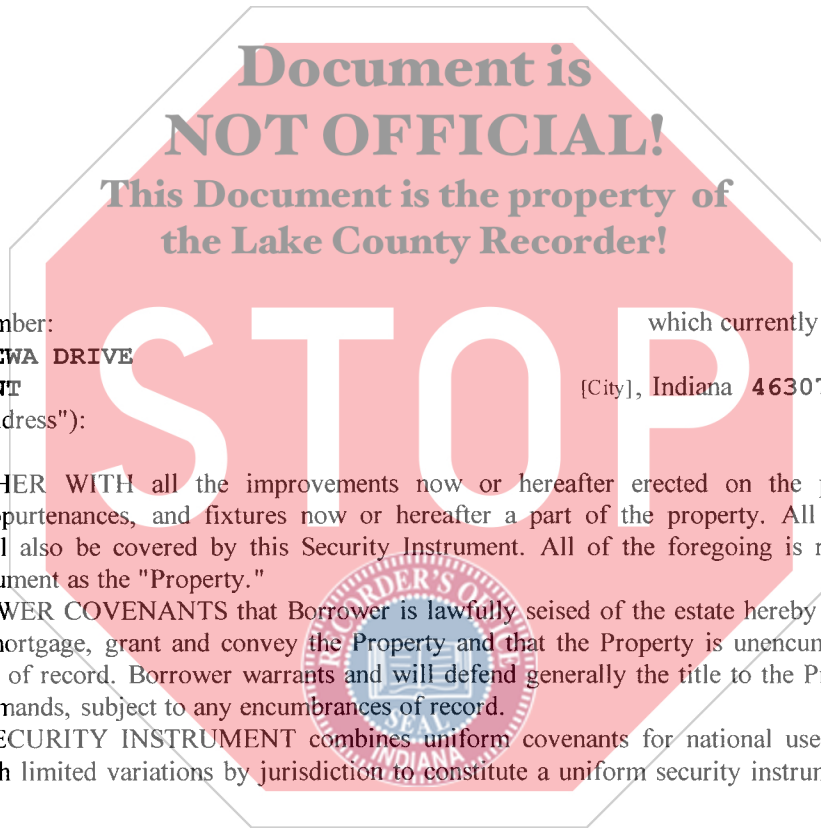 Document is
NOT OFFICIAL!
This Document is the property of
the Lake County Recorder!
STOP
mber: which currently
EWA DRIVE
NT [City], Indiana 46307
ddress"):
HER WITH all the improvements now or hereafter erected on the p
ppurtenances, and fixtures now or hereafter a part of the property. All
l also be covered by this Security Instrument. All of the foregoing is r
ument as the "Property."
WER COVENANTS that Borrower is lawfully seised of the estate hereby
mortgage, grant and convey the Property and that the Property is unencum
of record. Borrower warrants and will defend generally the title to the P
mands, subject to any encumbrances of record.
ECURITY INSTRUMENT combines uniform covenants for national use
h limited variations by jurisdiction to constitute a uniform security instrum
RECORDER'S OFFICE
SEAL
INDIANA